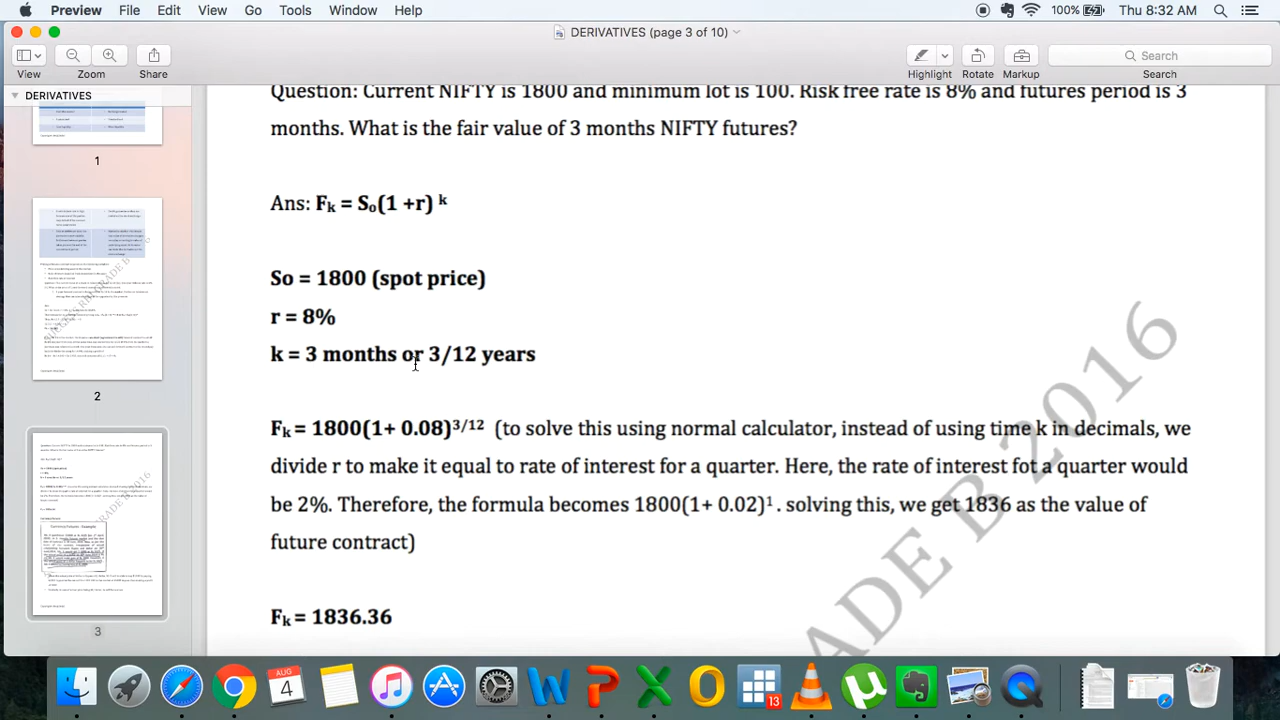 Preview File Edit View Go Tools Window Help 100% Thu 8:32 AM
DERIVATIVES (page 3 of 10)
Search
View Zoom Share Highlight Rotate Markup Search
DERIVATIVES
1
2
3
Question: Current NIFTY is 1800 and minimum lot is 100. Risk free rate is 8% and futures period is 3
months. What is the fair value of 3 months NIFTY futures?
Ans: Fk = So(1 +r) k
So = 1800 (spot price)
r = 8%
k = 3 months or 3/12 years
Fk = 1800(1+ 0.08)3/12 (to solve this using normal calculator, instead of using time k in decimals, we
divide r to make it equal to rate of interest for a quarter. Here, the rate of interest fot a quarter would
be 2%. Therefore, the formula becomes 1800(1+ 0.02)1 . solving this, we get 1836 as the value of
future contract)
Fk = 1836.36
ADE B 2016
AUG
4
13